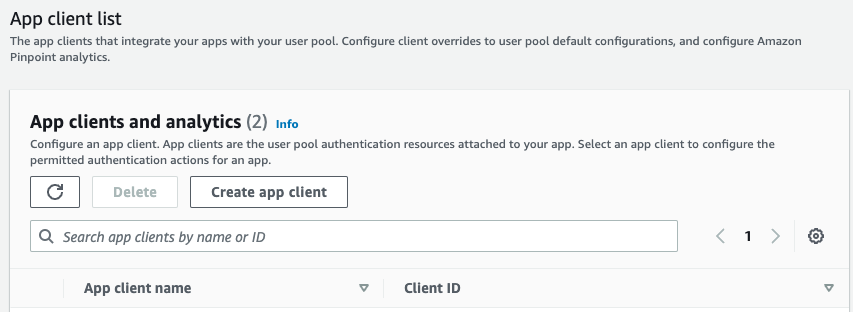 App client list
The app clients that integrate your apps with your user pool. Configure client overrides to user pool default configurations, and configure Amazon
Pinpoint analytics.
App clients and analytics (2) Info
Configure an app client. App clients are the user pool authentication resources attached to your app. Select an app client to configure the
permitted authentication actions for an app.
Delete Create app client
Search app clients by name or ID 1
App client name Client ID